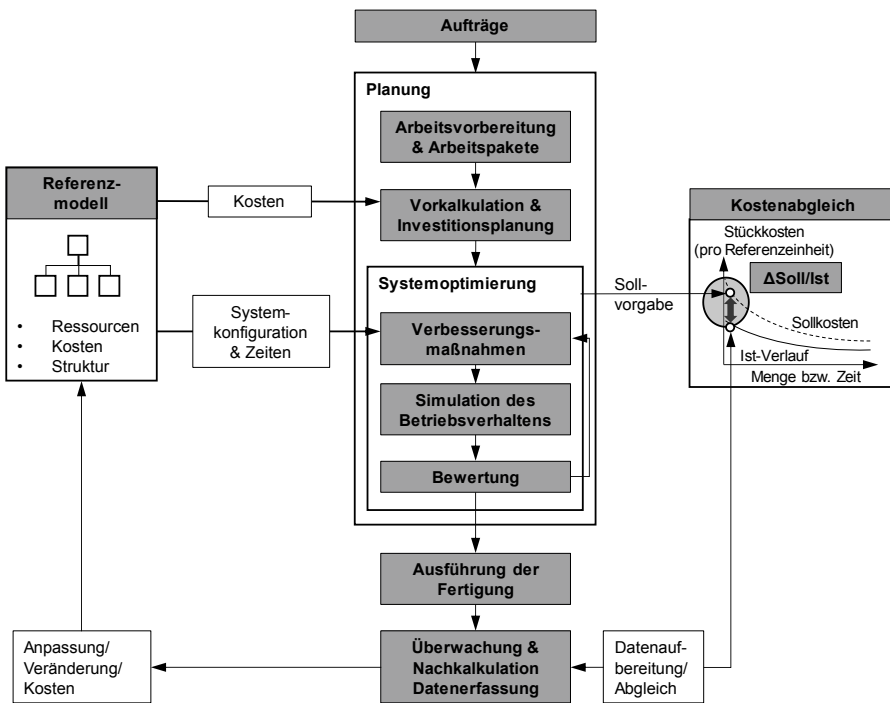 Aufträge
Planung
Arbeitsvorbereitung
& Arbeitspakete
Referenz-
modell
Kosten
Vorkalkulation &
Investitionsplanung
Kostenabgleich
Stückkosten
(pro Referenzeinheit)
ΔSoll/Ist
Sollkosten
Ist-Verlauf
Menge bzw. Zeit
Systemoptimierung
Soll-
vorgabe
• Ressourcen
• Kosten
• Struktur
System-
konfiguration
& Zeiten
Verbesserungs-
maßnahmen
Simulation des
Betriebsverhaltens
Bewertung
Ausführung der
Fertigung
Anpassung/
Veränderung/
Kosten
Überwachung &
Nachkalkulation
Datenerfassung
Datenauf-
bereitung/
Abgleich